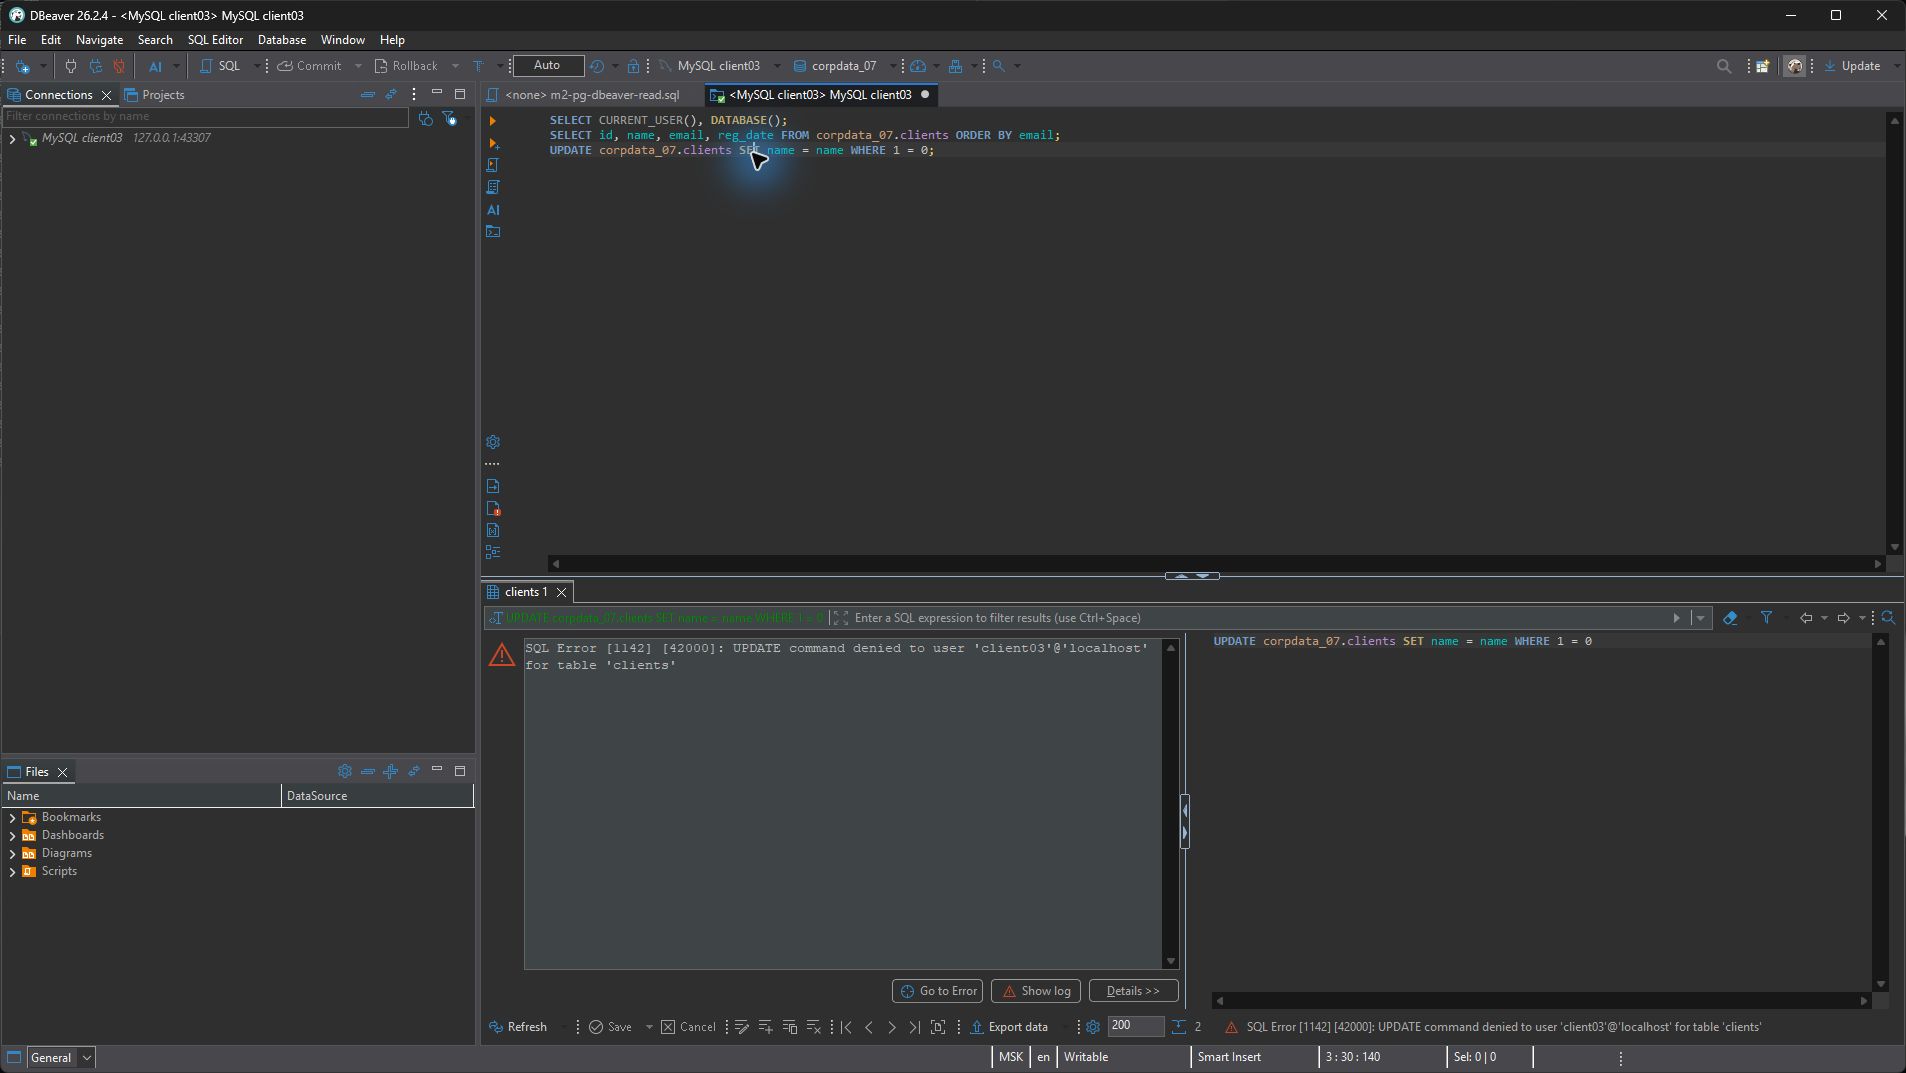 DBeaver 26.2.4 - <MySQL client03> MySQL client03
File Edit Navigate Search SQL Editor Database Window Help
AI SQL Commit Rollback T Auto MySQL client03 corpdata_07 Update
Connections Projects
<none> m2-pg-dbeaver-read.sql <MySQL client03> MySQL client03
Filter connections by name
MySQL client03 127.0.0.1:43307
SELECT CURRENT_USER(), DATABASE();
SELECT id, name, email, reg_date FROM corpdata_07.clients ORDER BY email;
UPDATE corpdata_07.clients SET name = name WHERE 1 = 0;
AI
clients 1
UPDATE corpdata_07.clients SET name = name WHERE 1 = 0 Enter a SQL expression to filter results (use Ctrl+Space)
SQL Error [1142] [42000]: UPDATE command denied to user 'client03'@'localhost'
for table 'clients'
UPDATE corpdata_07.clients SET name = name WHERE 1 = 0
Go to Error Show log Details >>
Refresh Save Cancel Export data 200 2 SQL Error [1142] [42000]: UPDATE command denied to user 'client03'@'localhost' for table 'clients'
Files
Name DataSource
Bookmarks
Dashboards
Diagrams
Scripts
General MSK en Writable Smart Insert 3 : 30 : 140 Sel: 0 | 0